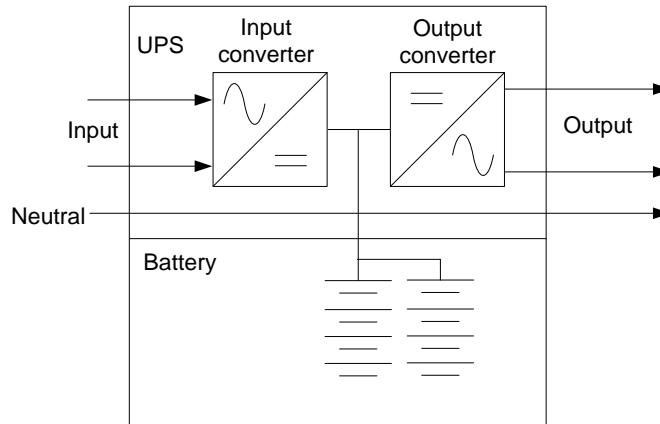 UPS
Input
converter
Output
converter
Input
Output
Neutral
Battery